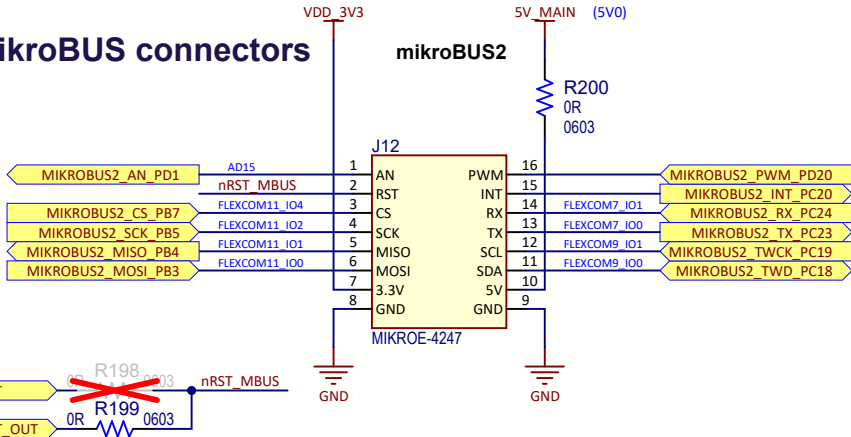 VDD_3V3
5V_MAIN (5V0)
ikroBUS connectors
mikroBUS2
R200
0R
0603
J12
MIKROBUS2_AN_PD1 AD15 1 AN PWM 16 MIKROBUS2_PWM_PD20
nRST_MBUS 2 RST INT 15 MIKROBUS2_INT_PC20
MIKROBUS2_CS_PB7 FLEXCOM11_IO4 3 CS RX 14 FLEXCOM7_IO1 MIKROBUS2_RX_PC24
MIKROBUS2_SCK_PB5 FLEXCOM11_IO2 4 SCK TX 13 FLEXCOM7_IO0 MIKROBUS2_TX_PC23
MIKROBUS2_MISO_PB4 FLEXCOM11_IO1 5 MISO SCL 12 FLEXCOM9_IO1 MIKROBUS2_TWCK_PC19
MIKROBUS2_MOSI_PB3 FLEXCOM11_IO0 6 MOSI SDA 11 FLEXCOM9_IO0 MIKROBUS2_TWD_PC18
7 3.3V 5V 10
8 GND GND 9
MIKROE-4247
GND
GND
R198
0R 0603 nRST_MBUS
R199
T_OUT 0R 0603